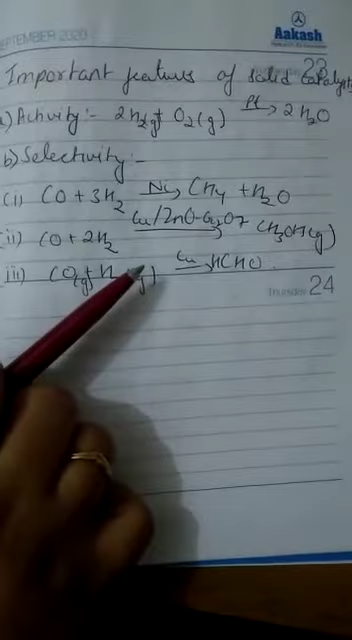 SEPTEMBER 2020
Aakash
23
Important features of solid catalyst
a) Activity:- 2H₂(g) + O₂(g) Pt→ 2H₂O
b) Selectivity:-
(i) CO + 3H₂ Ni→ CH₄ + H₂O
(ii) CO + 2H₂ Cu/ZnO-Cr₂O₇→ CH₃OH(g)
(iii) CO(g) + H (g) Cu→ HCHO
Thursday 24